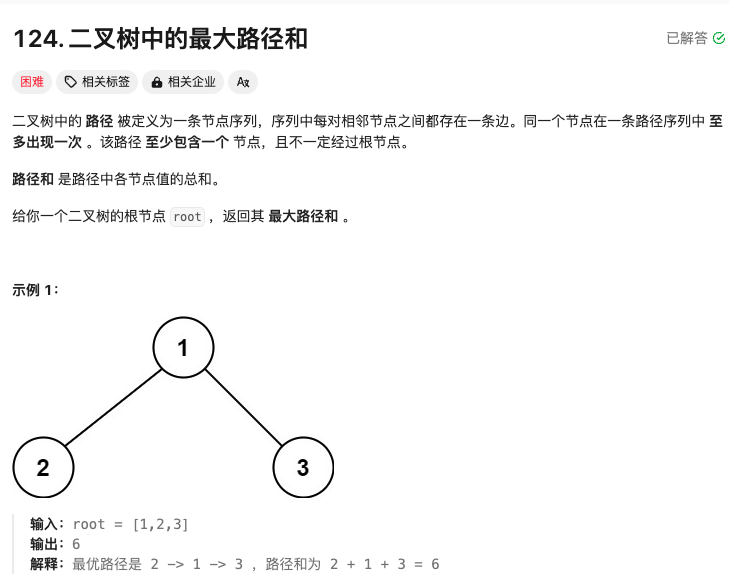 124. 二叉树中的最大路径和
已解答
困难 相关标签 相关企业 Aж
二叉树中的 路径 被定义为一条节点序列，序列中每对相邻节点之间都存在一条边。同一个节点在一条路径序列中 至
多出现一次 。该路径 至少包含一个 节点，且不一定经过根节点。
路径和 是路径中各节点值的总和。
给你一个二叉树的根节点 root ，返回其 最大路径和 。
示例 1：
1
2 3
输入：root = [1,2,3]
输出：6
解释：最优路径是 2 -> 1 -> 3 ，路径和为 2 + 1 + 3 = 6